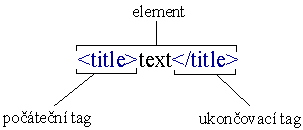 element
<title>text</title>
počáteční tag
ukončovací tag